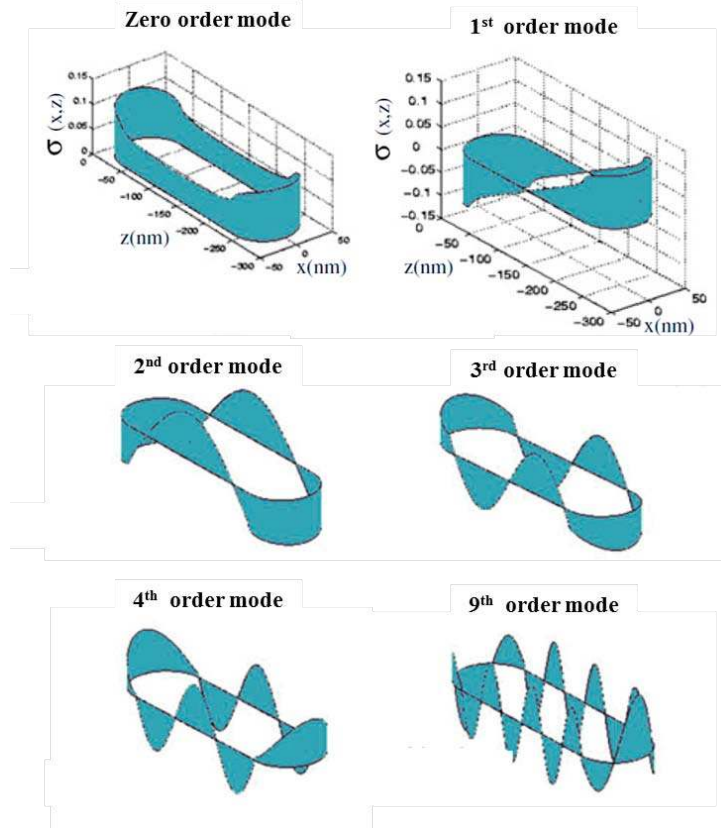 Zero order mode
1st order mode
0.15
0.1
0.05
0
σ (x,z)
0
−50
−100
−150
−200
−250
−300
z(nm)
−50
0
50
x(nm)
0.15
0.1
0.05
0
−0.05
−0.1
−0.15
σ (x,z)
0
−50
−100
−150
−200
−250
−300
z(nm)
−50
0
50
x(nm)
2nd order mode
3rd order mode
4th order mode
9th order mode